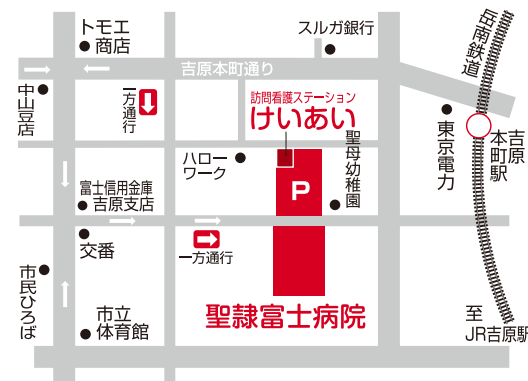 トモエ
商店
スルガ銀行
岳南鉄道
吉原本町通り
中山豆店
一方通行
訪問看護ステーション
けいあい
吉原
本町駅
東京電力
聖母幼稚園
ハロー
ワーク
P
富士信用金庫
吉原支店
交番
一方通行
市民ひろば
聖隷富士病院
市立
体育館
至
JR吉原駅